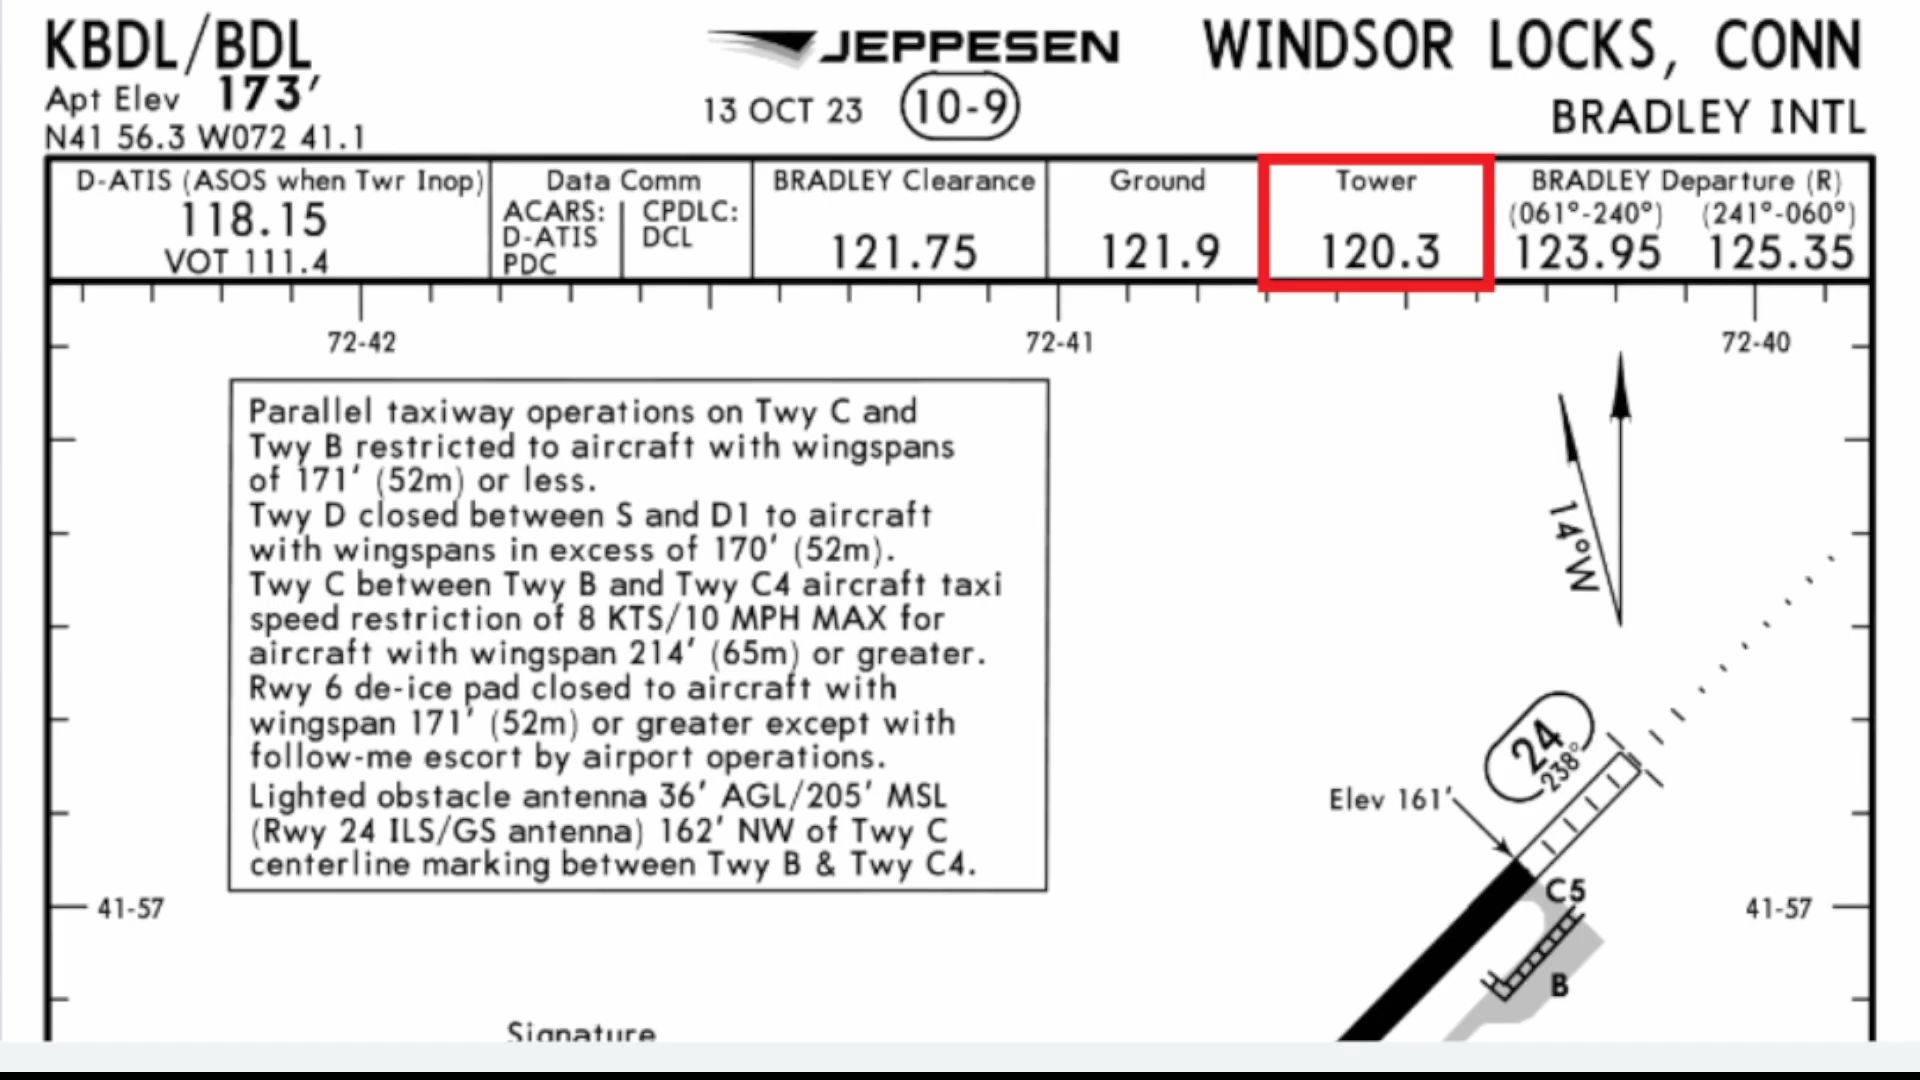 KBDL/BDL
Apt Elev 173'
N41 56.3 W072 41.1
JEPPESEN
13 OCT 23 10-9
WINDSOR LOCKS, CONN
BRADLEY INTL
D-ATIS (ASOS when Twr Inop)
118.15
VOT 111.4
Data Comm
ACARS:
D-ATIS
PDC
CPDLC:
DCL
BRADLEY Clearance
121.75
Ground
121.9
Tower
120.3
BRADLEY Departure (R)
(061°-240°) (241°-060°)
123.95 125.35
72-42 72-41 72-40
Parallel taxiway operations on Twy C and
Twy B restricted to aircraft with wingspans
of 171' (52m) or less.
Twy D closed between S and D1 to aircraft
with wingspans in excess of 170' (52m).
Twy C between Twy B and Twy C4 aircraft taxi
speed restriction of 8 KTS/10 MPH MAX for
aircraft with wingspan 214' (65m) or greater.
Rwy 6 de-ice pad closed to aircraft with
wingspan 171' (52m) or greater except with
follow-me escort by airport operations.
Lighted obstacle antenna 36' AGL/205' MSL
(Rwy 24 ILS/GS antenna) 162' NW of Twy C
centerline marking between Twy B & Twy C4.
14°W
24
238°
Elev 161'
C5
41-57 41-57
B
Signature